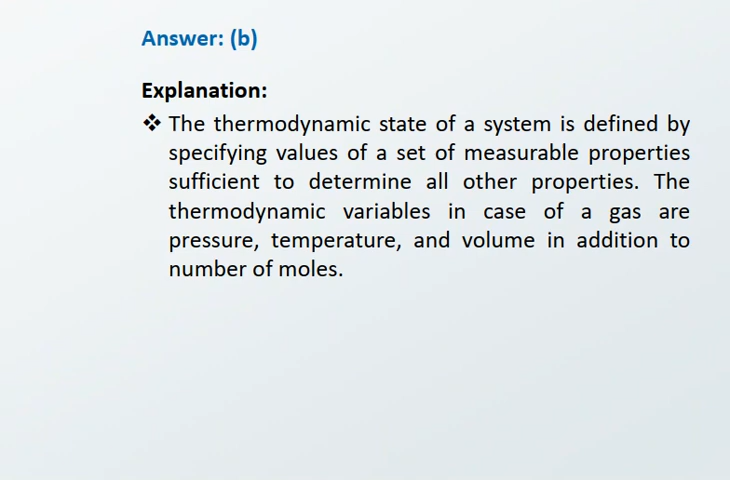 Answer: (b)
Explanation:
❖ The thermodynamic state of a system is defined by
specifying values of a set of measurable properties
sufficient to determine all other properties. The
thermodynamic variables in case of a gas are
pressure, temperature, and volume in addition to
number of moles.